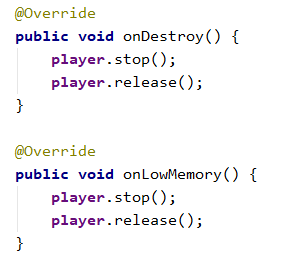 @Override
public void onDestroy() {
    player.stop();
    player.release();
}

@Override
public void onLowMemory() {
    player.stop();
    player.release();
}